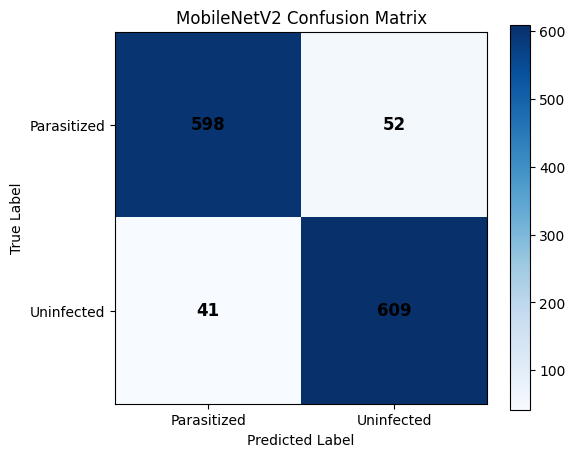 MobileNetV2 Confusion Matrix
True Label
Parasitized
598
52
Uninfected
41
609
Parasitized
Uninfected
Predicted Label
600
500
400
300
200
100